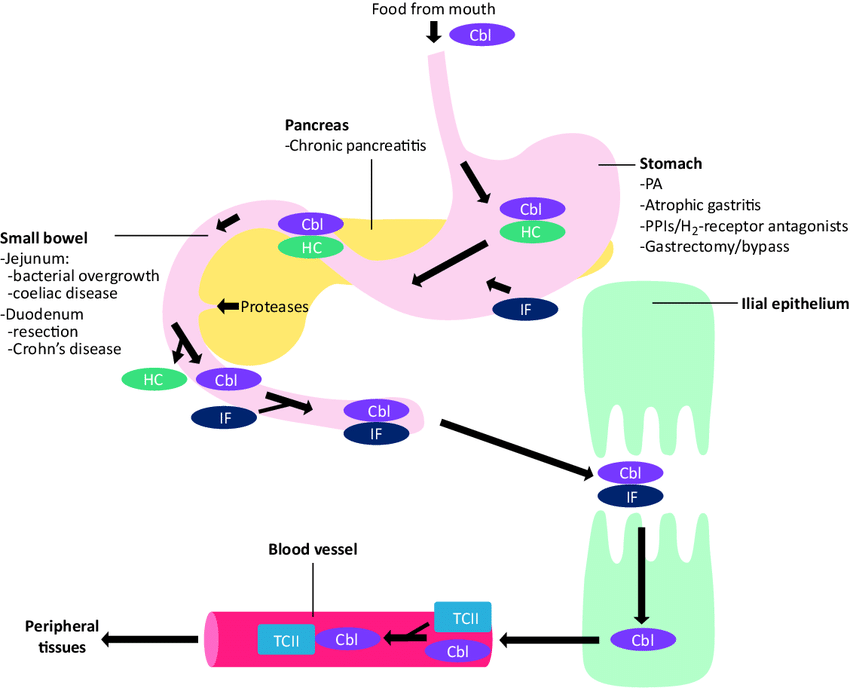 Food from mouth
Cbl
Pancreas
-Chronic pancreatitis
Stomach
-PA
-Atrophic gastritis
-PPIs/H2-receptor antagonists
-Gastrectomy/bypass
Cbl
HC
Cbl
HC
Small bowel
-Jejunum:
-bacterial overgrowth
-coeliac disease
-Duodenum
-resection
-Crohn's disease
Proteases
IF
Ilial epithelium
HC
Cbl
IF
Cbl
IF
Cbl
IF
Blood vessel
Peripheral
tissues
TCII
Cbl
TCII
Cbl
Cbl